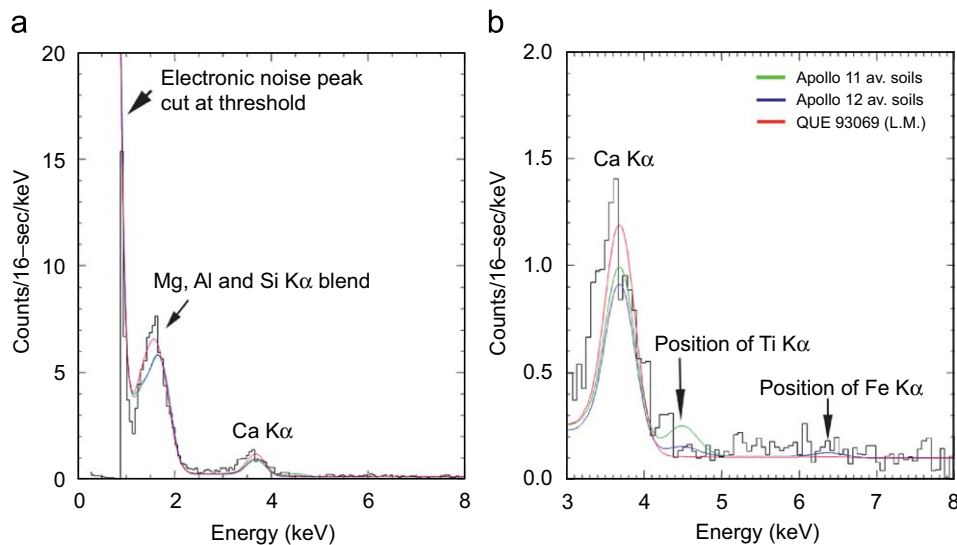 a
20
15
10
5
0
0
2
4
6
8
Counts/16–sec/keV
Energy (keV)
Electronic noise peak
cut at threshold
Mg, Al and Si Kα blend
Ca Kα
b
2.0
1.5
1.0
0.5
0.0
3
4
5
6
7
8
Counts/16–sec/keV
Energy (keV)
Apollo 11 av. soils
Apollo 12 av. soils
QUE 93069 (L.M.)
Ca Kα
Position of Ti Kα
Position of Fe Kα